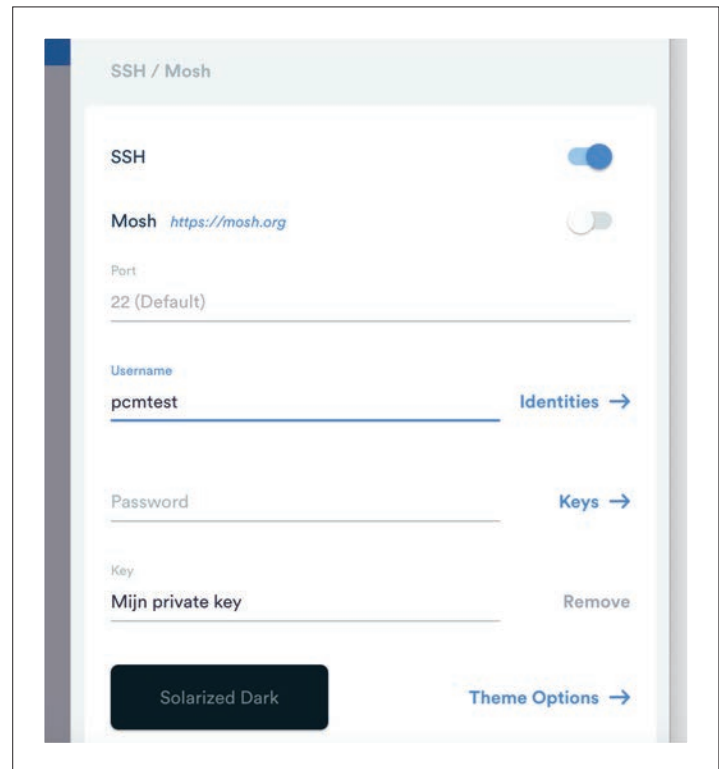 SSH / Mosh
SSH
Mosh https://mosh.org
Port
22 (Default)
Username
pcmtest
Identities →
Password
Keys →
Key
Mijn private key
Remove
Solarized Dark
Theme Options →